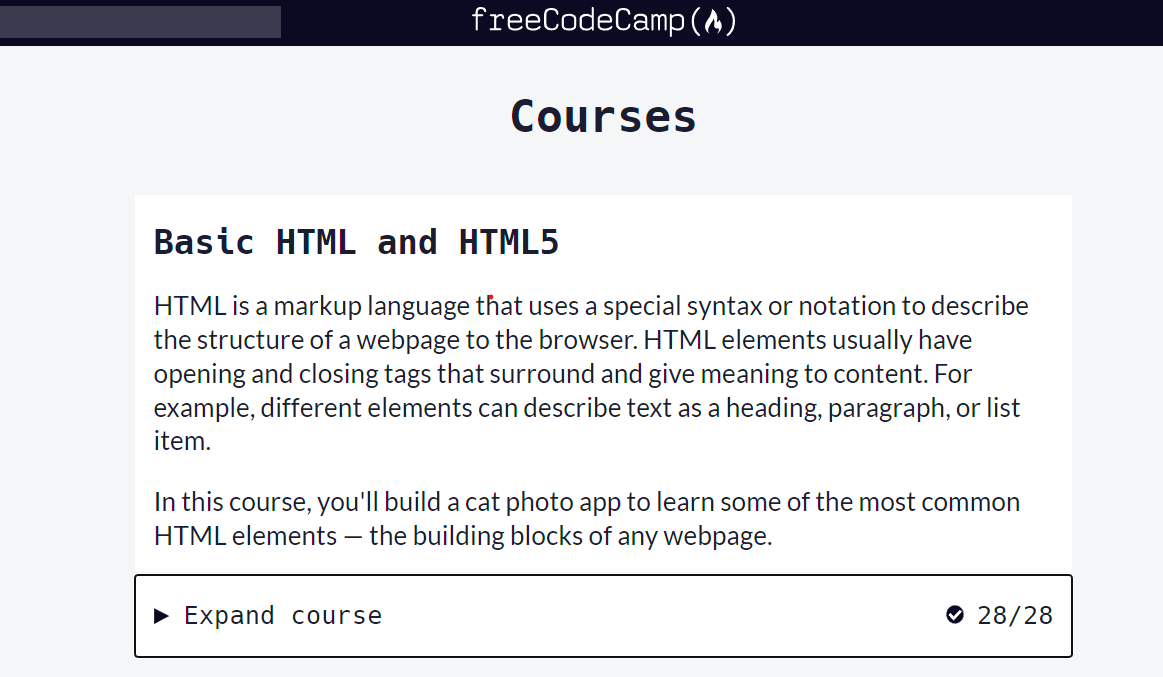 freeCodeCamp
Courses
Basic HTML and HTML5
HTML is a markup language that uses a special syntax or notation to describe
the structure of a webpage to the browser. HTML elements usually have
opening and closing tags that surround and give meaning to content. For
example, different elements can describe text as a heading, paragraph, or list
item.
In this course, you'll build a cat photo app to learn some of the most common
HTML elements — the building blocks of any webpage.
Expand course 28/28